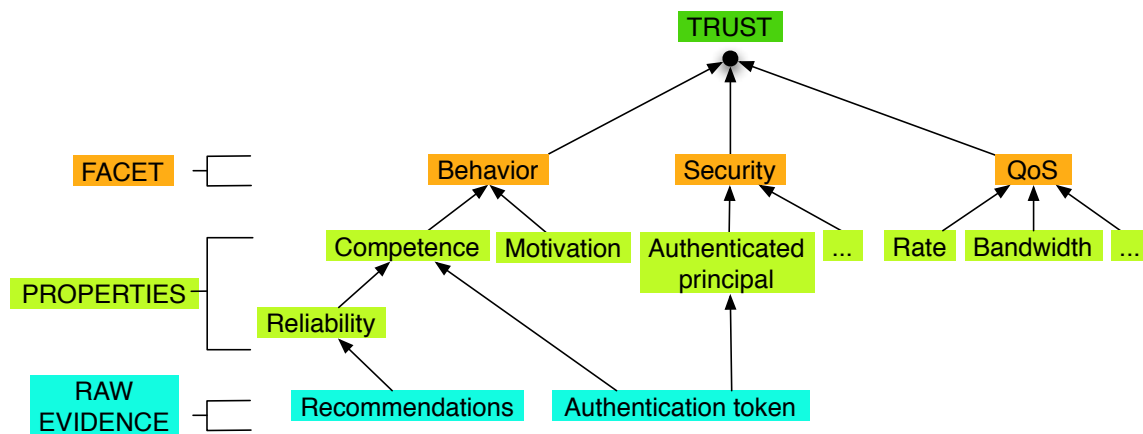 TRUST
FACET
Behavior
Security
QoS
Competence
Motivation
Authenticated
principal
...
Rate
Bandwidth
...
PROPERTIES
Reliability
RAW
EVIDENCE
Recommendations
Authentication token